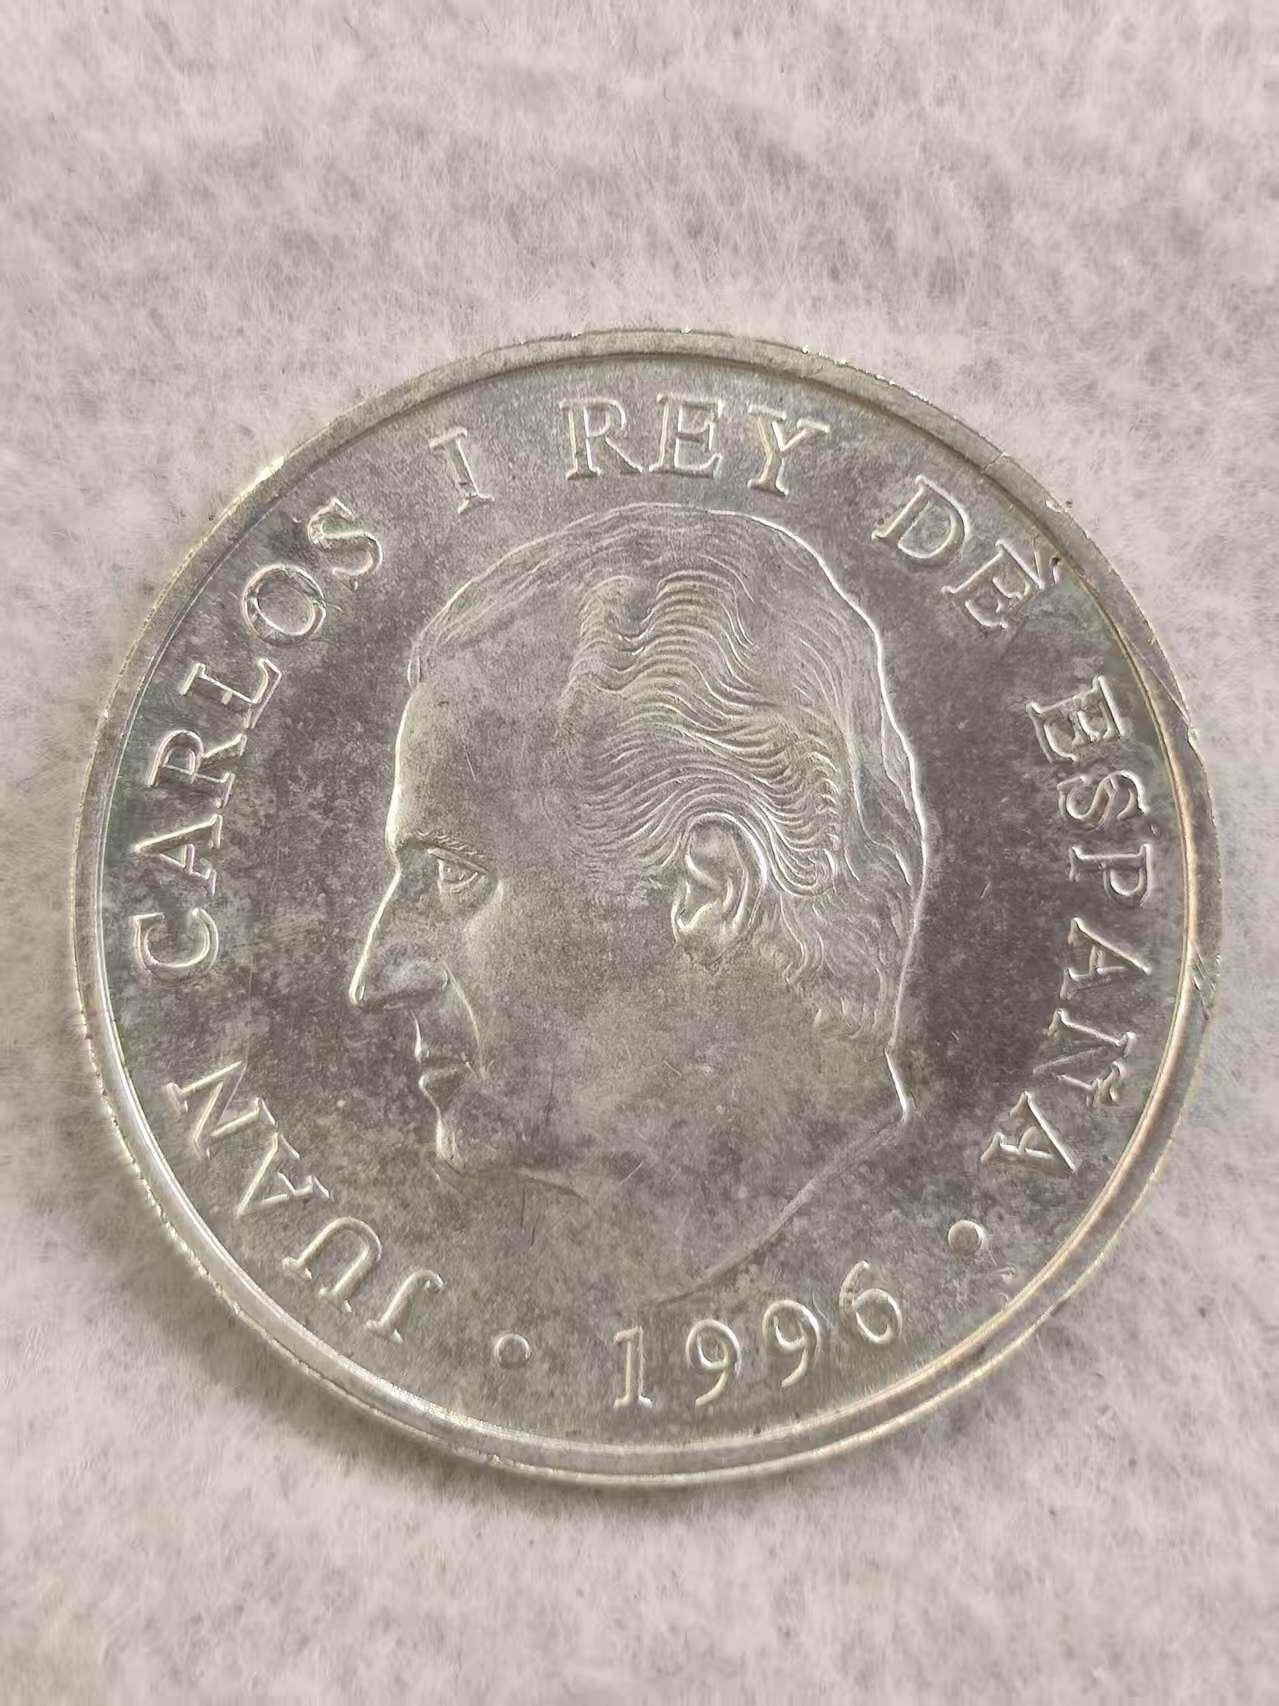 JUAN CARLOS I REY DE ESPAÑA
• 1996 •